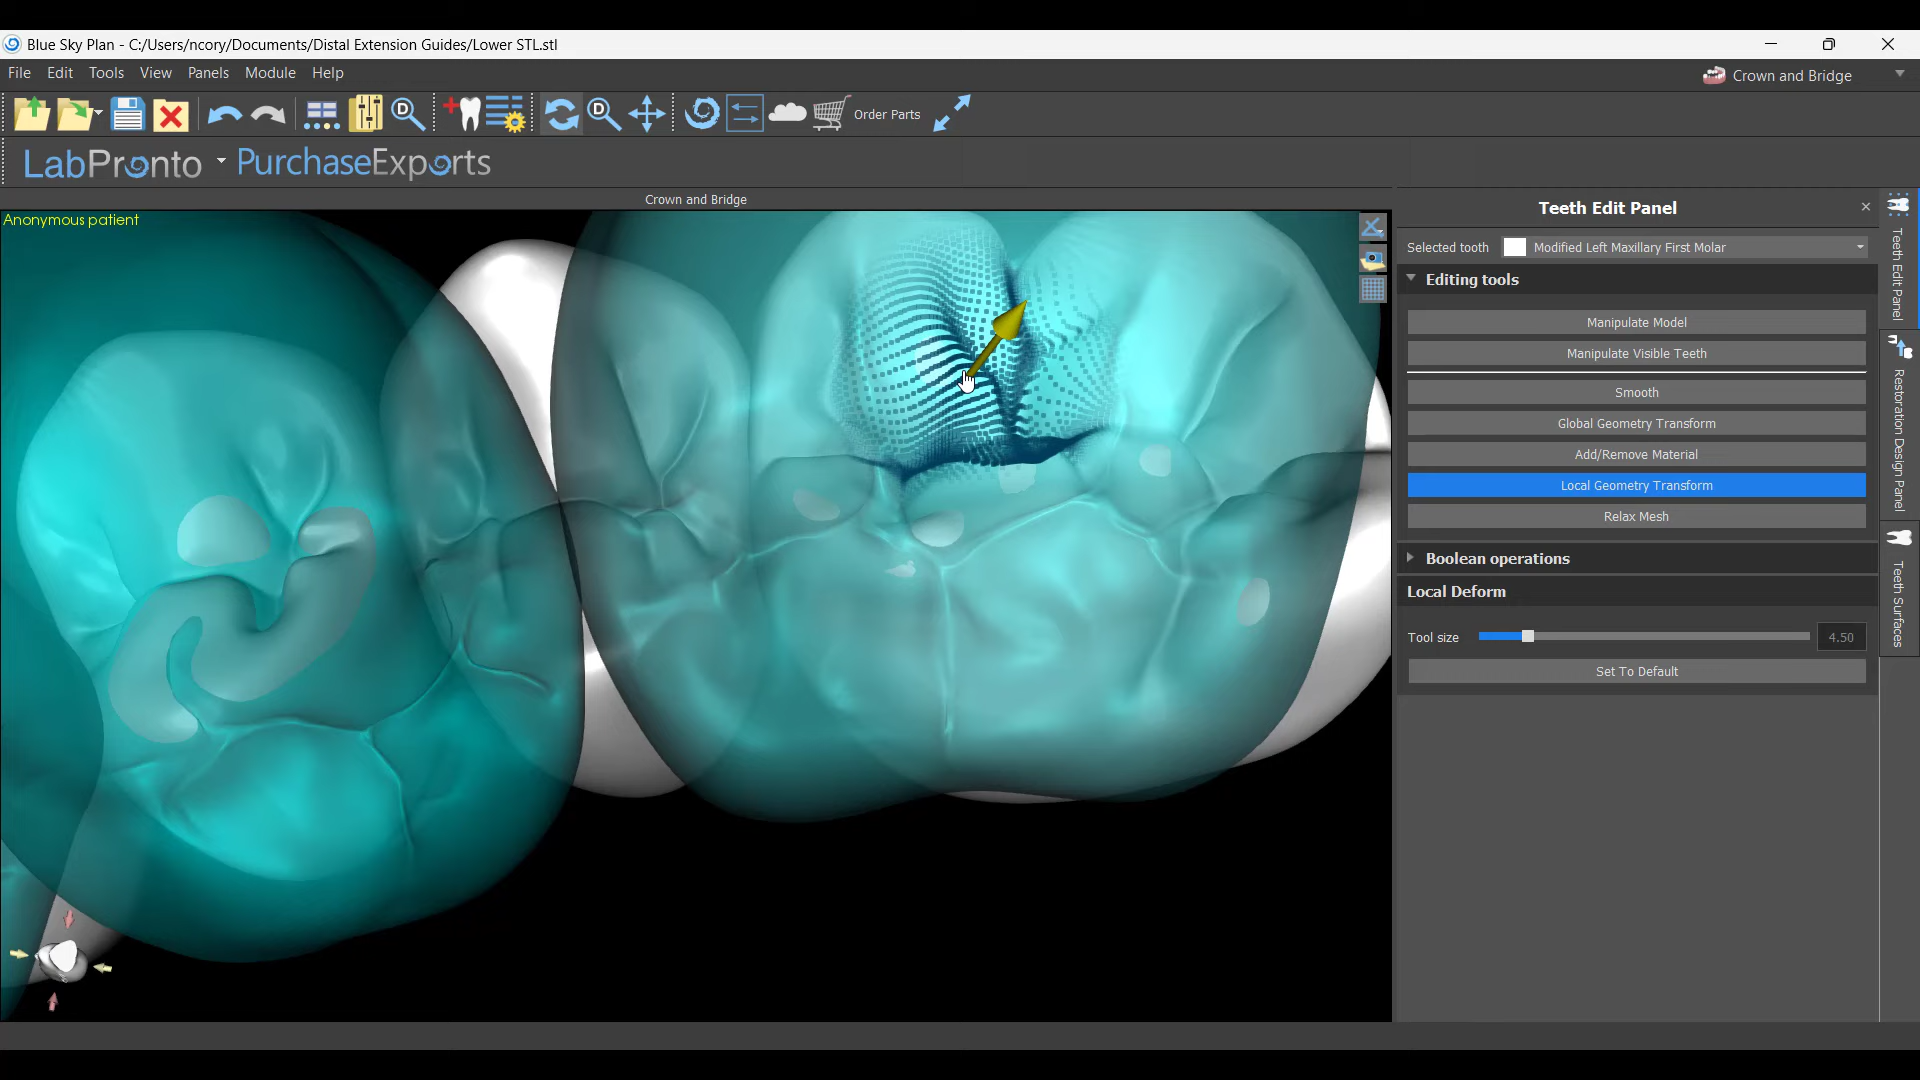 Blue Sky Plan - C:/Users/ncory/Documents/Distal Extension Guides/Lower STL.stl
File Edit Tools View Panels Module Help
Crown and Bridge
Order Parts
LabPronto PurchaseExports
Crown and Bridge
Anonymous patient
Teeth Edit Panel
Selected tooth Modified Left Maxillary First Molar
Editing tools
Manipulate Model
Manipulate Visible Teeth
Smooth
Global Geometry Transform
Add/Remove Material
Local Geometry Transform
Relax Mesh
Boolean operations
Local Deform
Tool size 4.50
Set To Default
Teeth Edit Panel
Restoration Design Panel
Teeth Surfaces